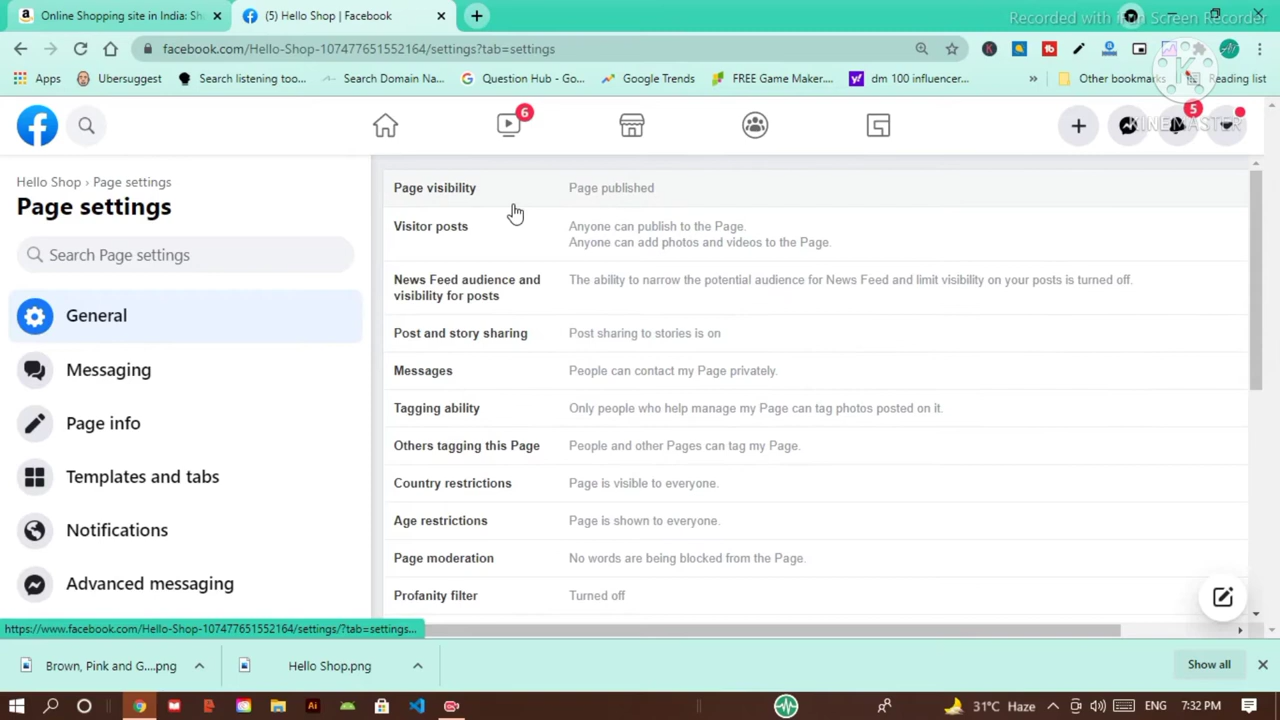 Online Shopping site in India: Sh
(5) Hello Shop | Facebook
Recorded with iTop Screen Recorder
facebook.com/Hello-Shop-107477651552164/settings?tab=settings
Apps
Ubersuggest
Search listening too...
Search Domain Na...
Question Hub - Go...
Google Trends
FREE Game Maker....
dm 100 influencer...
»
Other bookmarks
Reading list
6
5
KINEMASTER
Hello Shop › Page settings
Page settings
Search Page settings
General
Messaging
Page info
Templates and tabs
Notifications
Advanced messaging
Page visibility
Page published
Visitor posts
Anyone can publish to the Page.
Anyone can add photos and videos to the Page.
News Feed audience and
visibility for posts
The ability to narrow the potential audience for News Feed and limit visibility on your posts is turned off.
Post and story sharing
Post sharing to stories is on
Messages
People can contact my Page privately.
Tagging ability
Only people who help manage my Page can tag photos posted on it.
Others tagging this Page
People and other Pages can tag my Page.
Country restrictions
Page is visible to everyone.
Age restrictions
Page is shown to everyone.
Page moderation
No words are being blocked from the Page.
Profanity filter
Turned off
https://www.facebook.com/Hello-Shop-107477651552164/settings/?tab=settings...
Brown, Pink and G....png
Hello Shop.png
Show all
Ai
31°C Haze
ENG
7:32 PM